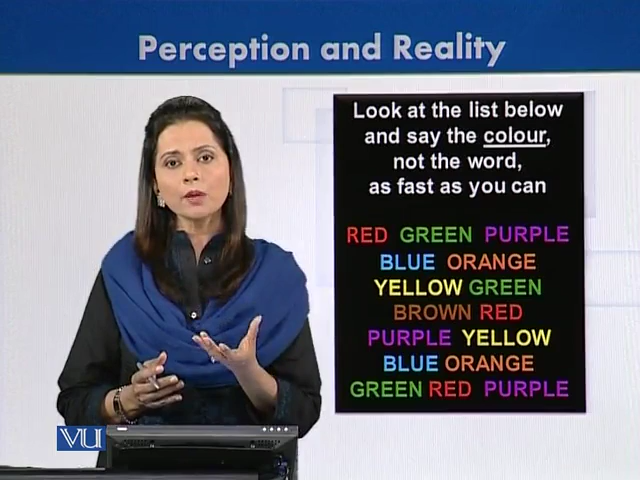 Perception and Reality
Look at the list below
and say the colour,
not the word,
as fast as you can
RED GREEN PURPLE
BLUE ORANGE
YELLOW GREEN
BROWN RED
PURPLE YELLOW
BLUE ORANGE
GREEN RED PURPLE
VU